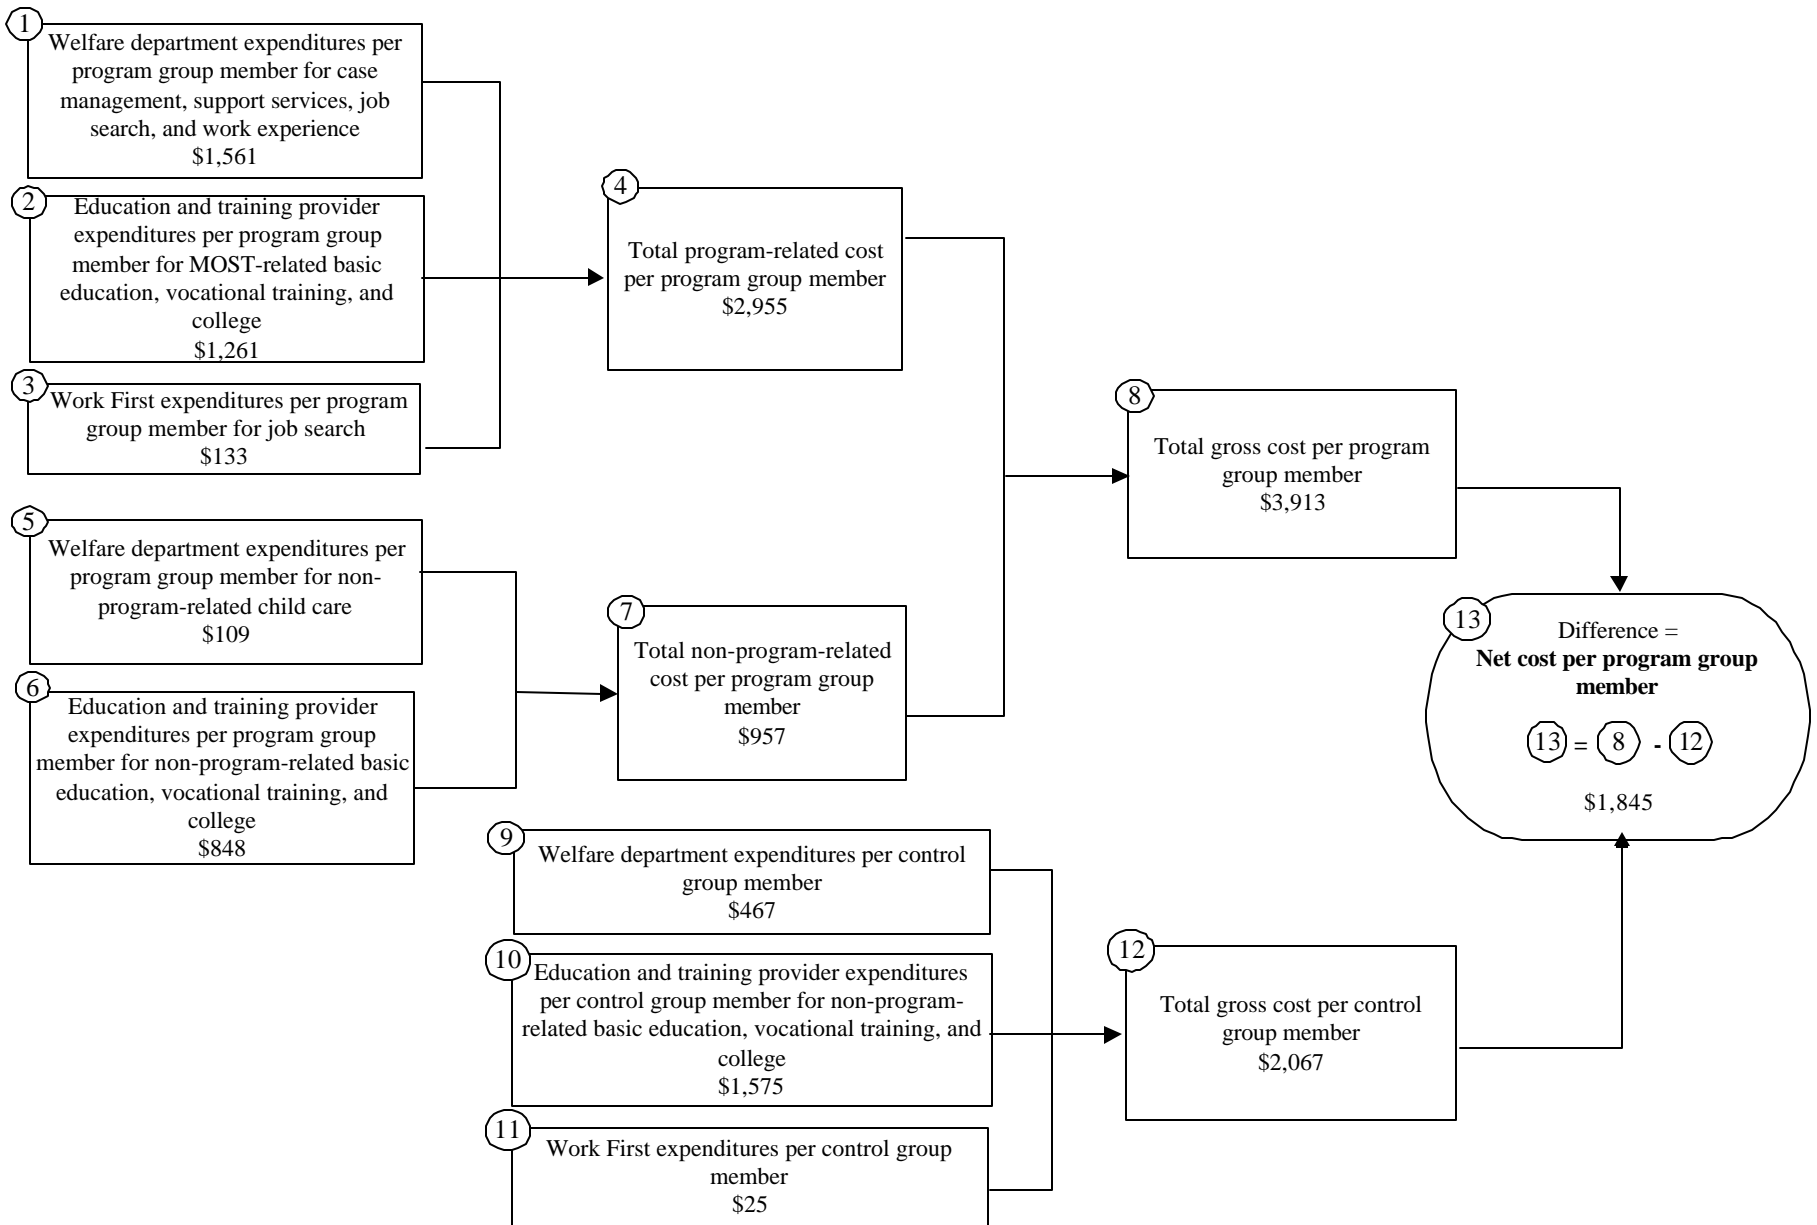 1
Welfare department expenditures per
program group member for case
management, support services, job
search, and work experience
$1,561
2
Education and training provider
expenditures per program group
member for MOST-related basic
education, vocational training, and
college
$1,261
3
Work First expenditures per program
group member for job search
$133
4
Total program-related cost
per program group member
$2,955
5
Welfare department expenditures per
program group member for non-
program-related child care
$109
6
Education and training provider
expenditures per program group
member for non-program-related basic
education, vocational training, and
college
$848
7
Total non-program-related
cost per program group
member
$957
8
Total gross cost per program
group member
$3,913
9
Welfare department expenditures per control
group member
$467
10
Education and training provider expenditures
per control group member for non-program-
related basic education, vocational training, and
college
$1,575
11
Work First expenditures per control group
member
$25
12
Total gross cost per control
group member
$2,067
13
Difference =
Net cost per program group
member
13 = 8 - 12
$1,845